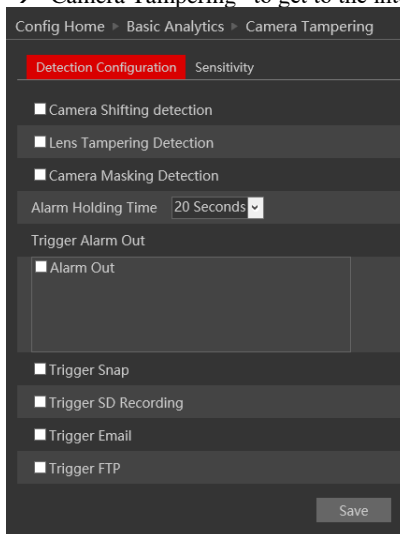 "Camera Tampering" to get to the inte
Config Home ▶ Basic Analytics ▶ Camera Tampering
Detection Configuration Sensitivity
Camera Shifting detection
Lens Tampering Detection
Camera Masking Detection
Alarm Holding Time 20 Seconds
Trigger Alarm Out
Alarm Out
Trigger Snap
Trigger SD Recording
Trigger Email
Trigger FTP
Save